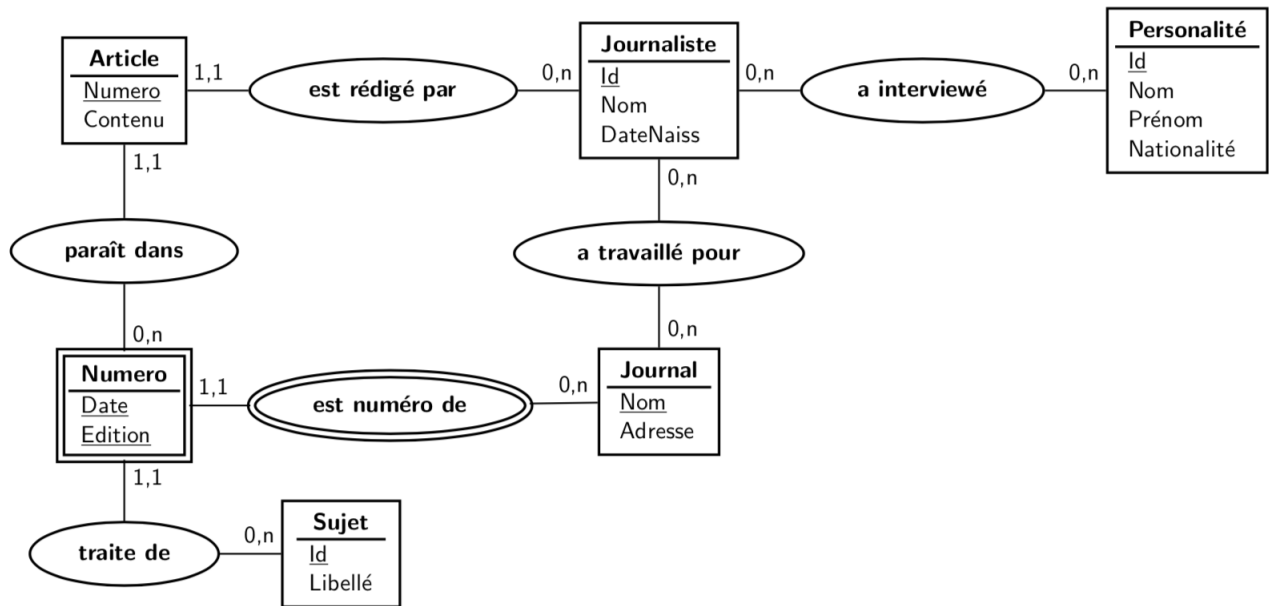 Article
Numero
Contenu
1,1
est rédigé par
0,n
Journaliste
Id
Nom
DateNaiss
0,n
a interviewé
0,n
Personalité
Id
Nom
Prénom
Nationalité
1,1
paraît dans
0,n
0,n
a travaillé pour
0,n
Numero
Date
Edition
1,1
est numéro de
0,n
Journal
Nom
Adresse
1,1
traite de
0,n
Sujet
Id
Libellé